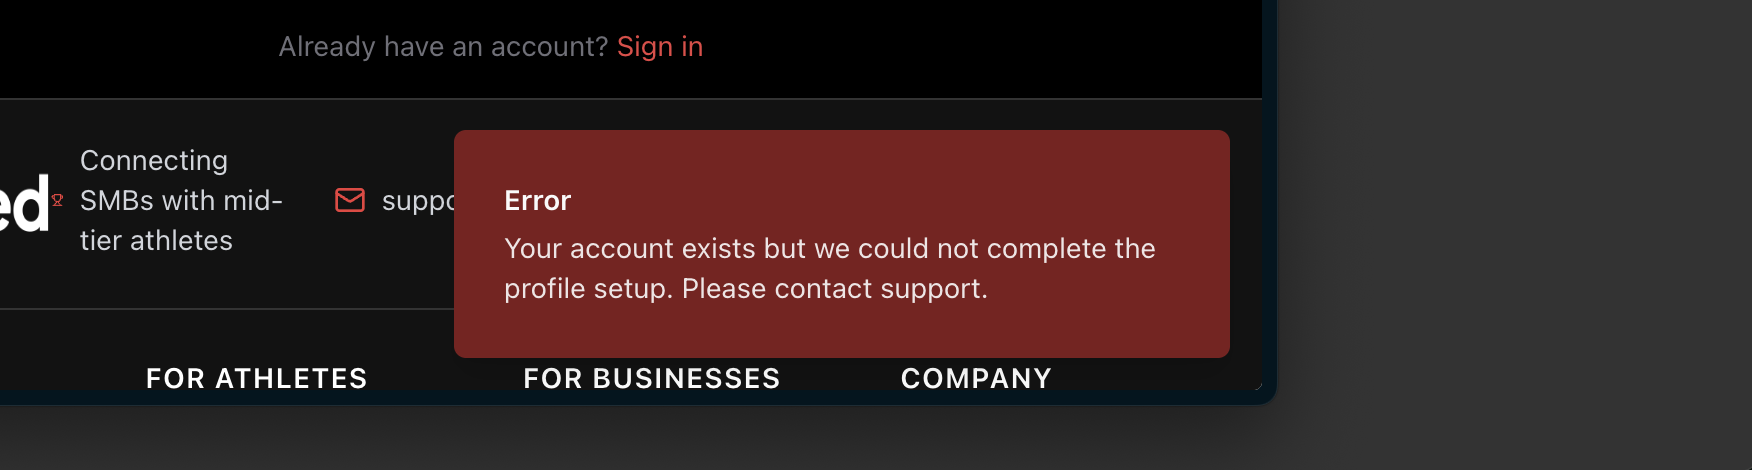 Already have an account? Sign in
ed
Connecting
SMBs with mid-
tier athletes
suppo
Error
Your account exists but we could not complete the
profile setup. Please contact support.
FOR ATHLETES
FOR BUSINESSES
COMPANY